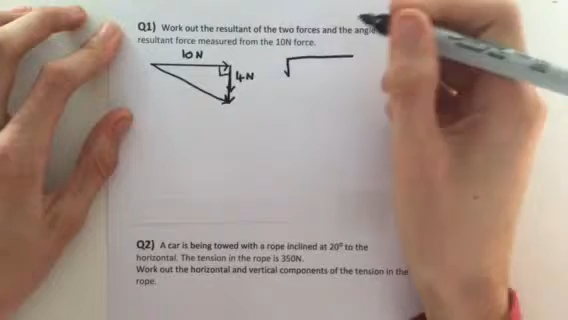 Q1) Work out the resultant of the two forces and the angle
resultant force measured from the 10N force.
10N
4N
Q2) A car is being towed with a rope inclined at 20° to the
horizontal. The tension in the rope is 350N.
Work out the horizontal and vertical components of the tension in the
rope.